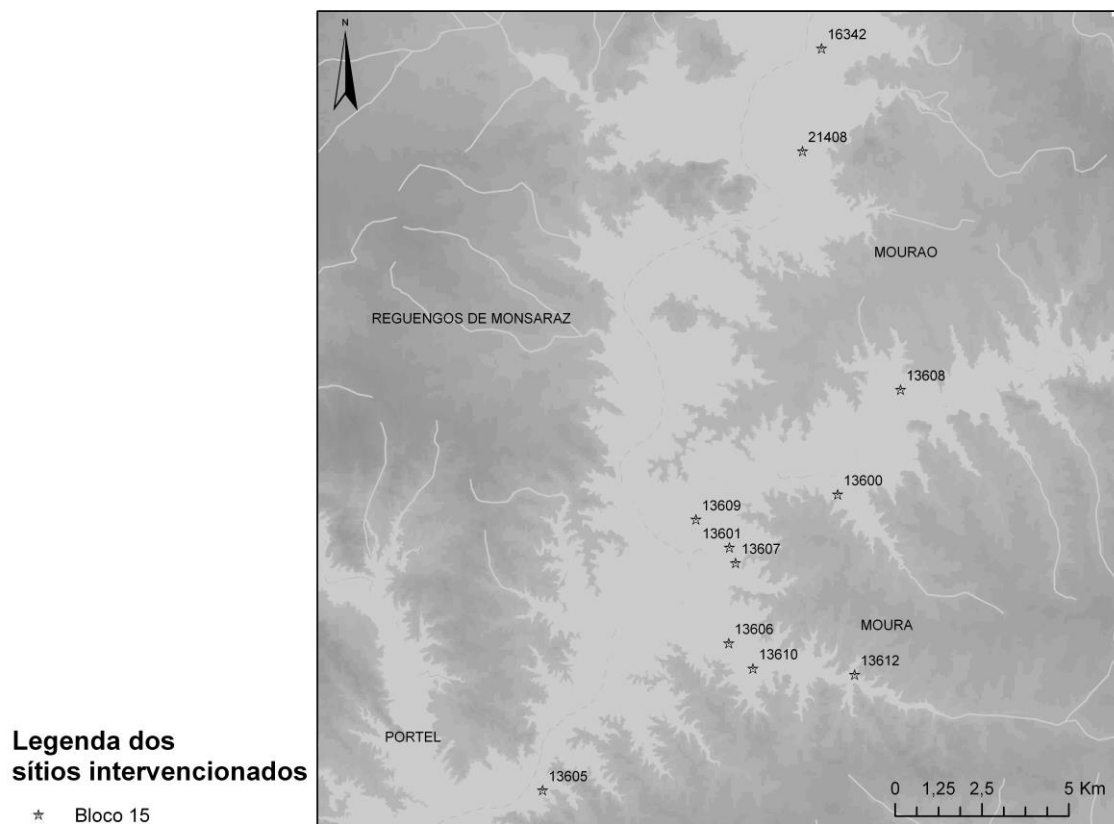 N
16342
21408
MOURAO
REGUENGOS DE MONSARAZ
13608
13600
13609
13601
13607
MOURA
13606
13610
13612
PORTEL
13605
0 1,25 2,5 5 Km
Legenda dos
sítios intervencionados
Bloco 15